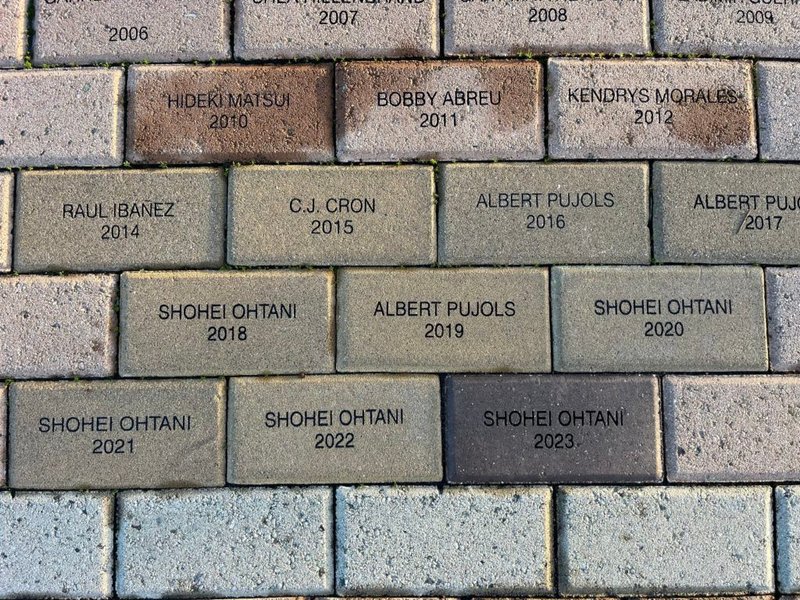 2006
2007
2008
2009
HIDEKI MATSUI
2010
BOBBY ABREU
2011
KENDRYS MORALES
2012
RAUL IBAÑEZ
2014
C.J. CRON
2015
ALBERT PUJOLS
2016
ALBERT PUJO
2017
SHOHEI OHTANI
2018
ALBERT PUJOLS
2019
SHOHEI OHTANI
2020
SHOHEI OHTANI
2021
SHOHEI OHTANI
2022
SHOHEI OHTANI
2023